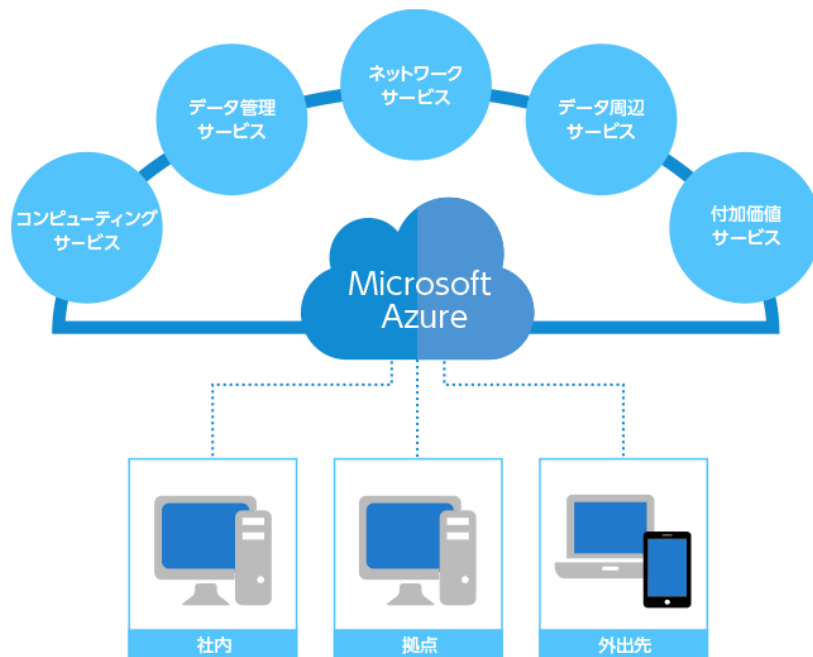 ネットワーク
サービス
データ管理
サービス
データ周辺
サービス
コンピューティング
サービス
付加価値
サービス
Microsoft
Azure
社内
拠点
外出先